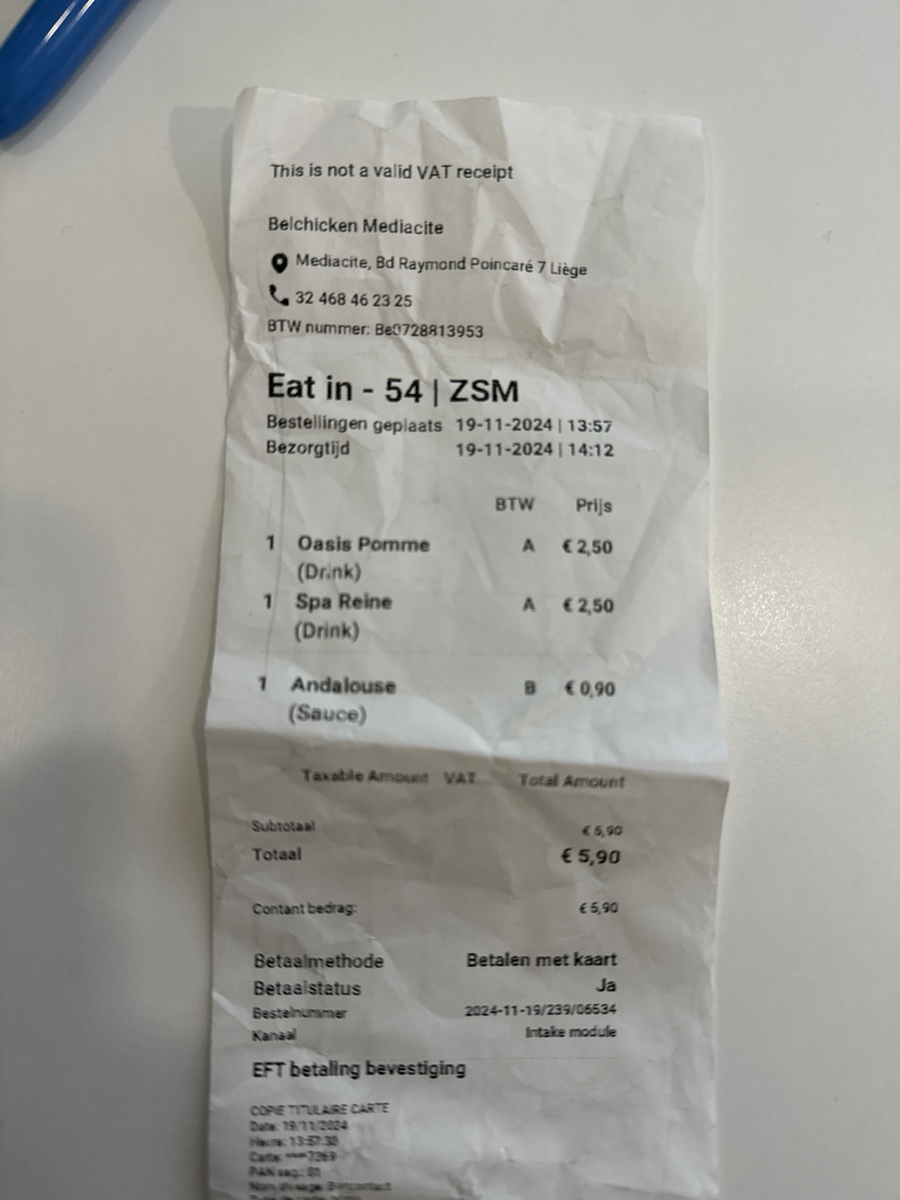 This is not a valid VAT receipt
Belchicken Mediacite
Mediacite, Bd Raymond Poincaré 7 Liège
32 468 46 23 25
BTW nummer: Be0728813953
Eat in - 54 | ZSM
Bestellingen geplaats 19-11-2024 | 13:57
Bezorgtijd 19-11-2024 | 14:12
BTW Prijs
1 Oasis Pomme A € 2,50
(Drink)
1 Spa Reine A € 2,50
(Drink)
1 Andalouse B € 0,90
(Sauce)
Taxable Amount VAT Total Amount
Subtotaal € 5,90
Totaal € 5,90
Contant bedrag: € 5,90
Betaalmethode Betalen met kaart
Betaalstatus Ja
Bestelnummer 2024-11-19/239/06534
Kanaal Intake module
EFT betaling bevestiging
COPIE TITULAIRE CARTE
Date: 19/11/2024
Heure: 13:57:30
Carte: ****7269
PAN seq.: 01
Bancontact